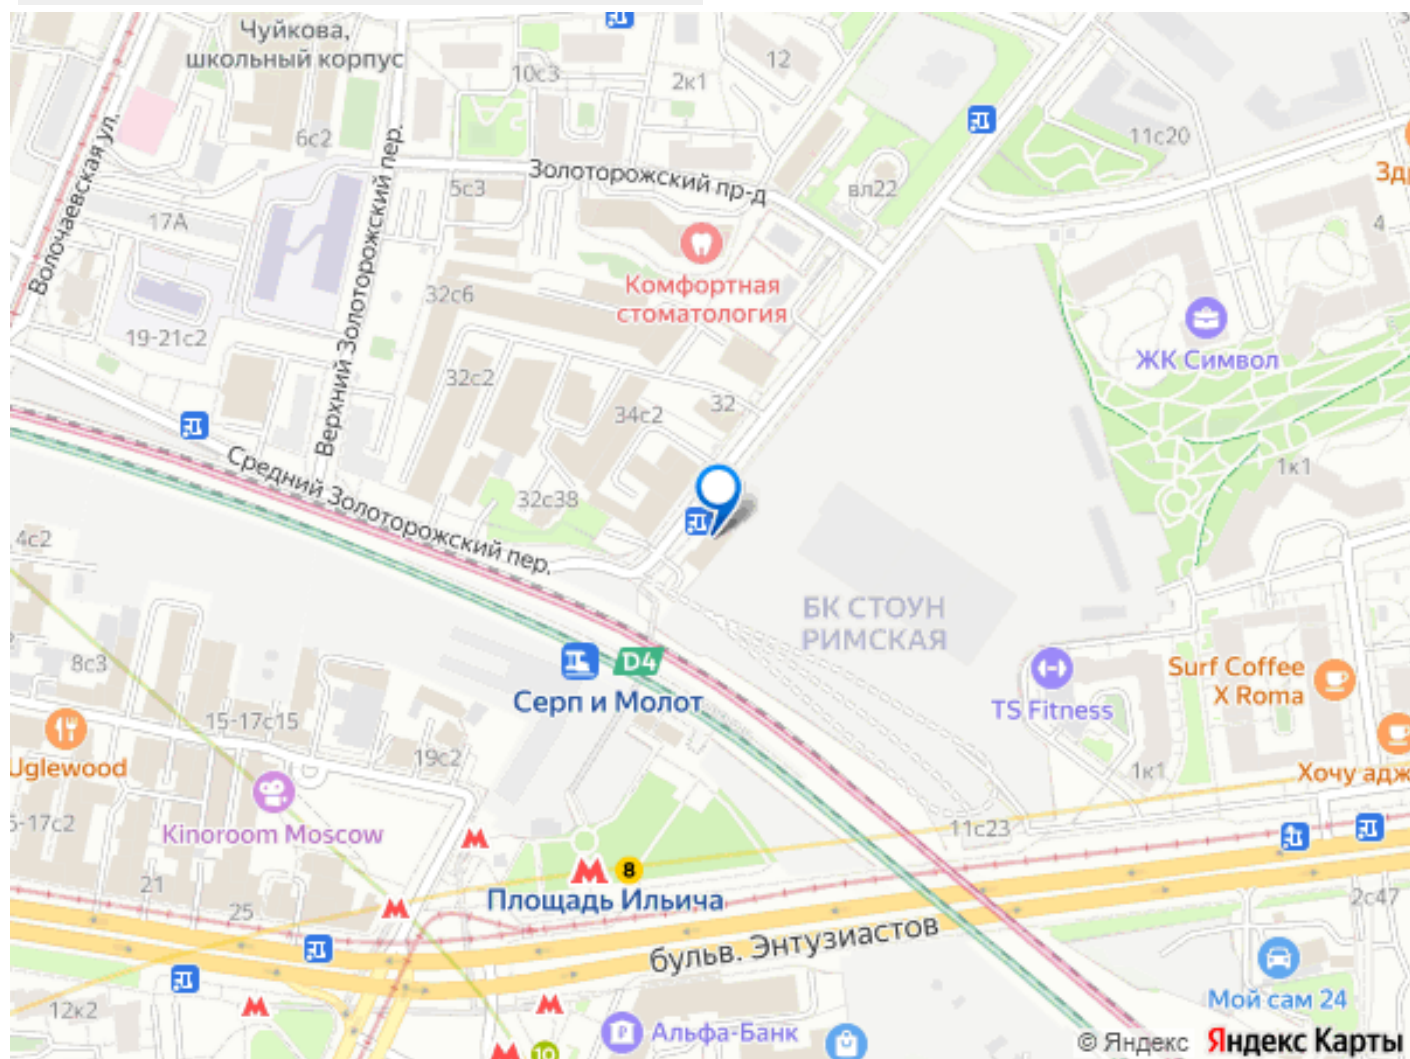 Чуйкова,
школьный корпус
10с3
2к1
12
6с2
11с20
Волочаевская ул.
Верхний Золоторожский пер.
Золоторожский пр-д
5с3
вл22
17А
4
Комфортная
стоматология
32с6
19-21с2
ЖК Символ
32с2
34с2
32
Средний Золоторожский пер.
1к1
32с38
4с2
БК СТОУН
РИМСКАЯ
8с3
D4
Серп и Молот
TS Fitness
Surf Coffee
X Roma
15-17с15
19с2
Uglewood
1к1
Хочу адж
Kinoroom Moscow
5-17с2
11с23
8
Площадь Ильича
21
25
2с47
бульв. Энтузиастов
12к2
Альфа-Банк
Мой сам 24
10
© Яндекс Яндекс Карты